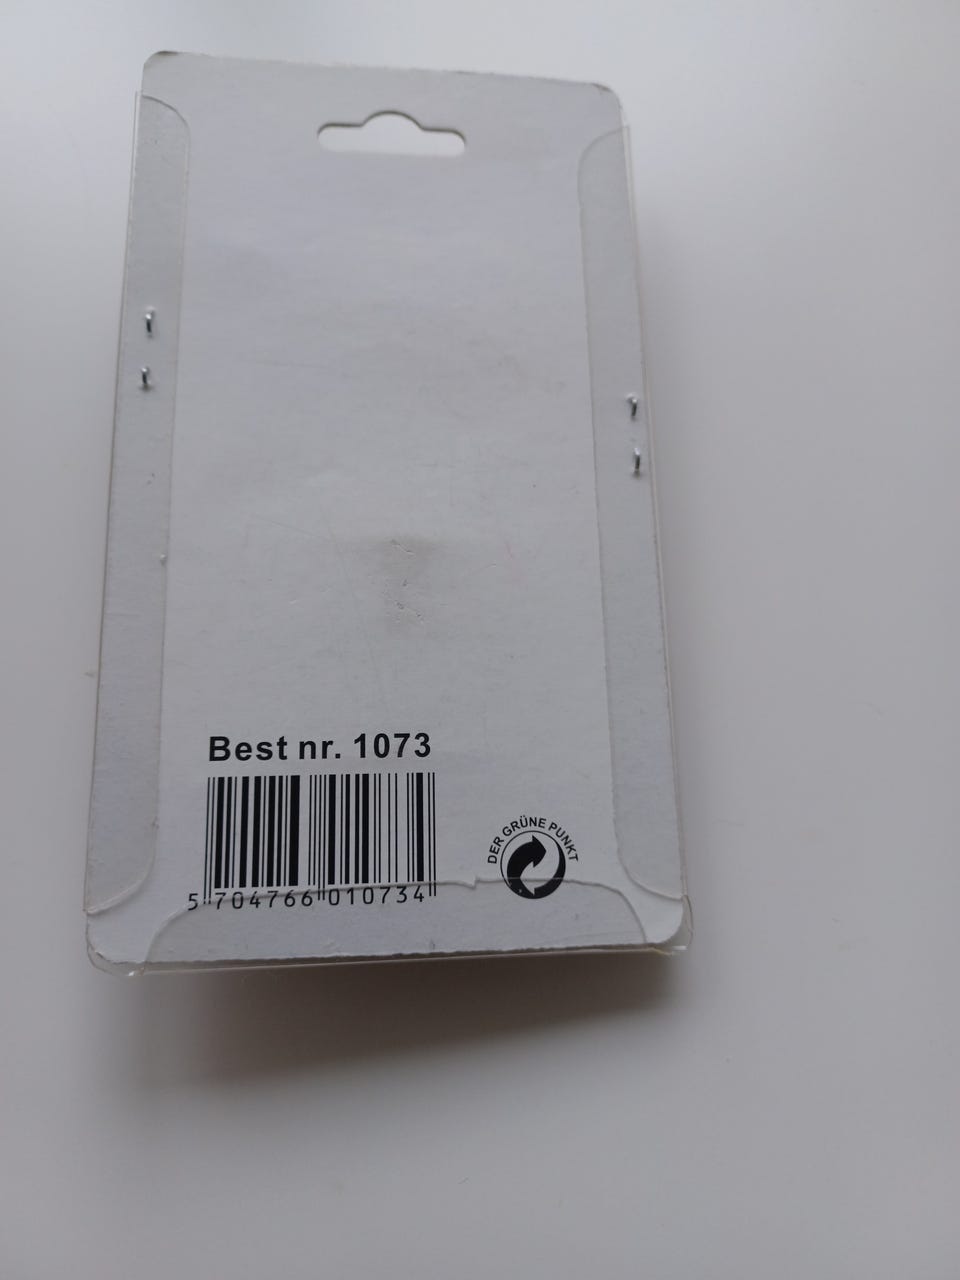 Best nr. 1073
5 704766 010734
DER GRÜNE PUNKT